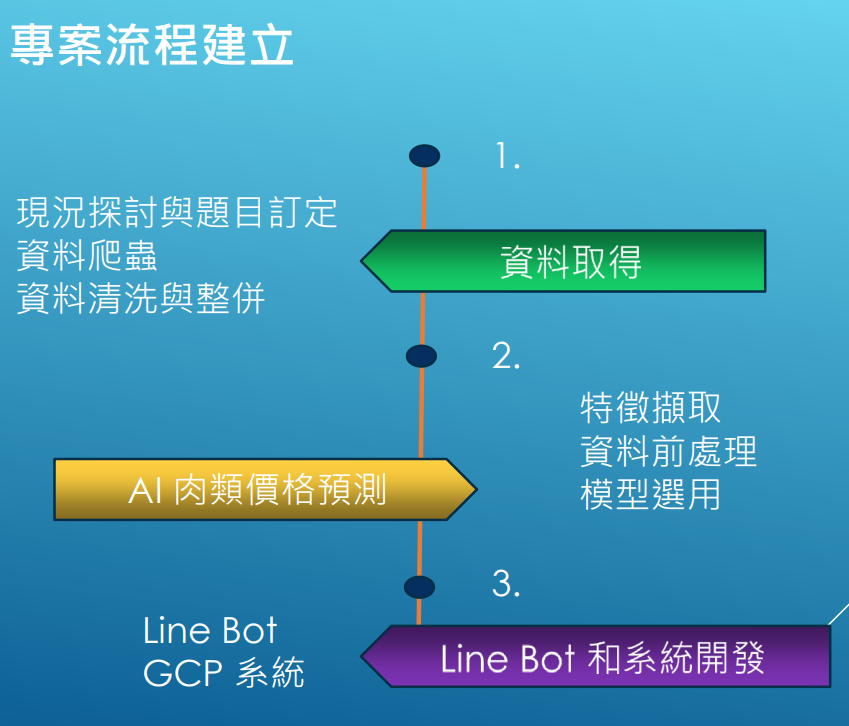 專案流程建立
1.
現況探討與題目訂定
資料爬蟲
資料清洗與整併
資料取得
2.
特徵擷取
資料前處理
模型選用
AI 肉類價格預測
3.
Line Bot
GCP 系統
Line Bot 和系統開發